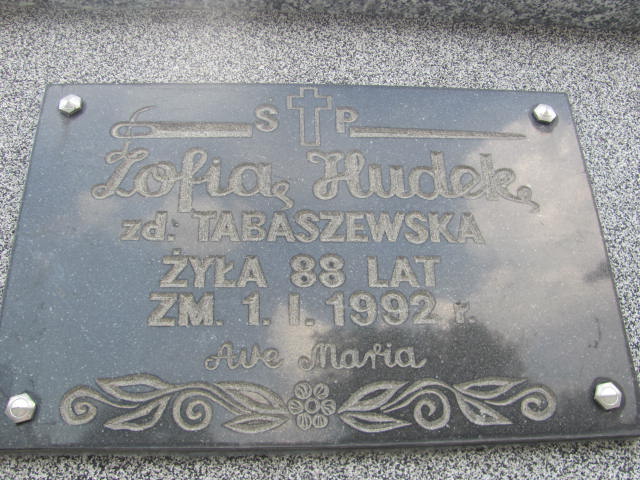 Ś P
Zofia Hudek
zd. TABASZEWSKA
ŻYŁA 88 LAT
ZM. 1. I. 1992 r.
Ave Maria